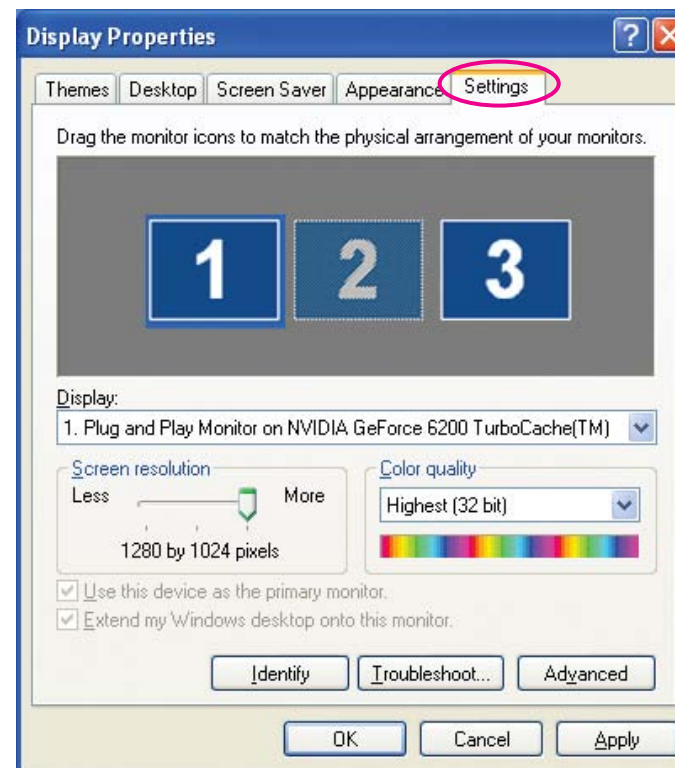 Display Properties ?
Themes Desktop Screen Saver Appearance Settings
Drag the monitor icons to match the physical arrangement of your monitors.
1 2 3
Display:
1. Plug and Play Monitor on NVIDIA GeForce 6200 TurboCache(TM)
Screen resolution Color quality
Less More Highest (32 bit)
1280 by 1024 pixels
Use this device as the primary monitor.
Extend my Windows desktop onto this monitor.
Identify Troubleshoot... Advanced
OK Cancel Apply